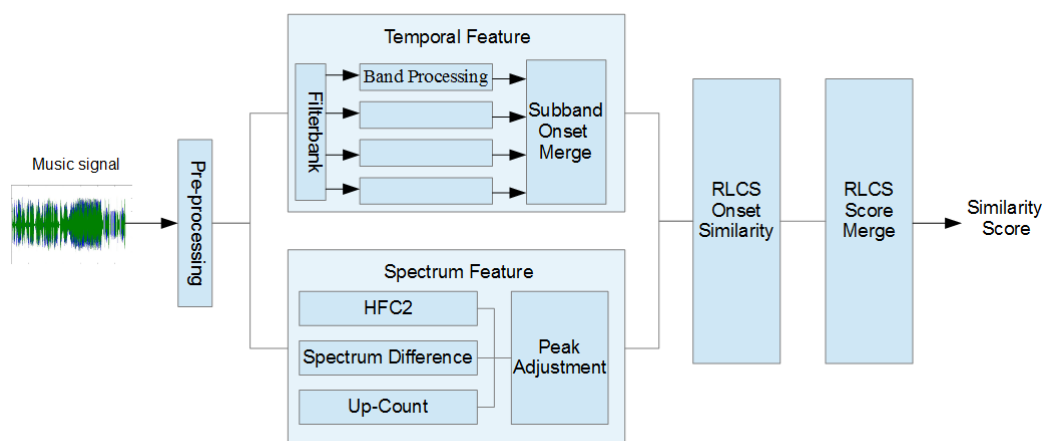 Music signal
Pre-processing
Temporal Feature
Filterbank
Band Processing
Subband
Onset
Merge
Spectrum Feature
HFC2
Spectrum Difference
Up-Count
Peak
Adjustment
RLCS
Onset
Similarity
RLCS
Score
Merge
Similarity
Score